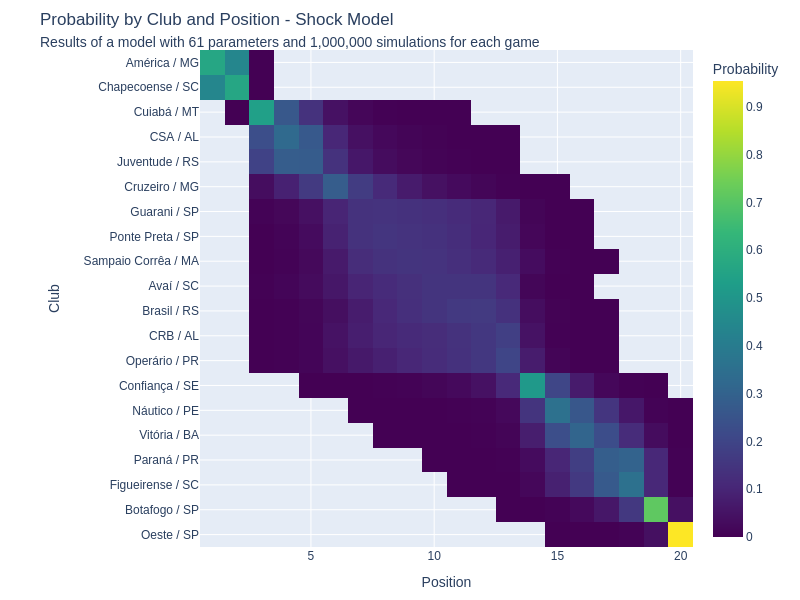 Probability by Club and Position - Shock Model
Results of a model with 61 parameters and 1,000,000 simulations for each game
Probability
América / MG
Chapecoense / SC
Cuiabá / MT
CSA / AL
Juventude / RS
Cruzeiro / MG
Guarani / SP
Ponte Preta / SP
Sampaio Corrêa / MA
Avaí / SC
Brasil / RS
CRB / AL
Operário / PR
Confiança / SE
Náutico / PE
Vitória / BA
Paraná / PR
Figueirense / SC
Botafogo / SP
Oeste / SP
Club
5 10 15 20
Position
0.9
0.8
0.7
0.6
0.5
0.4
0.3
0.2
0.1
0